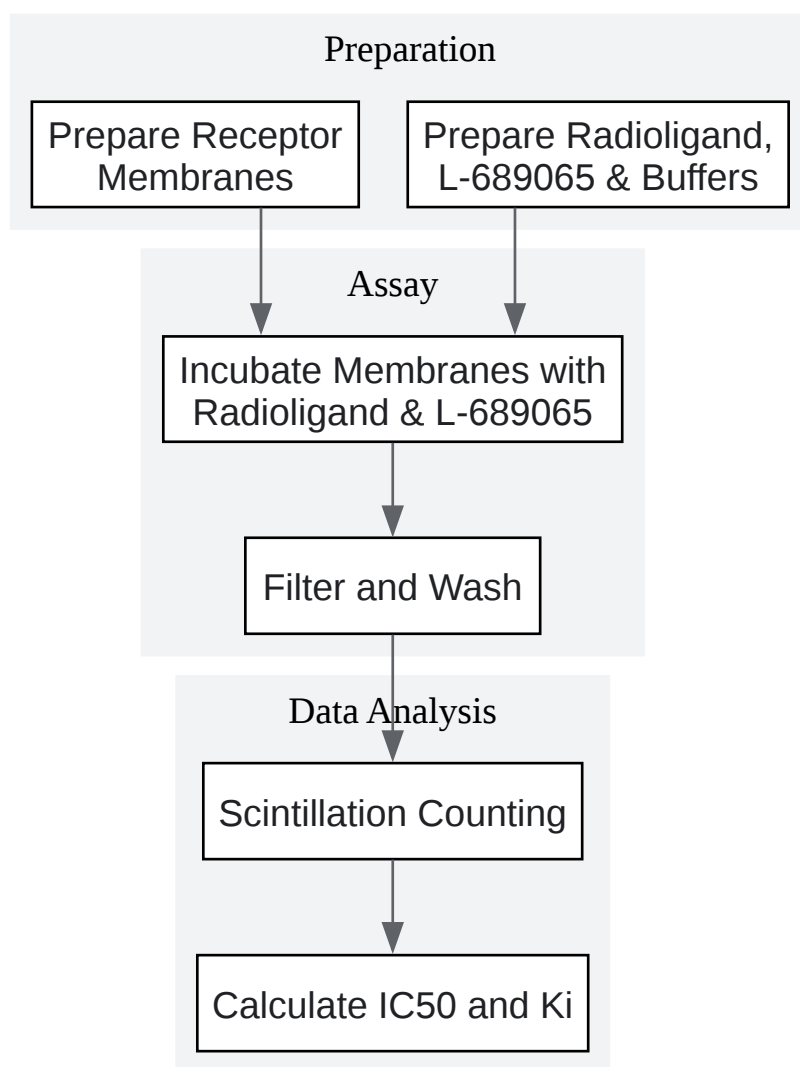 Preparation
Prepare Receptor
Membranes
Prepare Radioligand,
L-689065 & Buffers
Assay
Incubate Membranes with
Radioligand & L-689065
Filter and Wash
Data Analysis
Scintillation Counting
Calculate IC50 and Ki